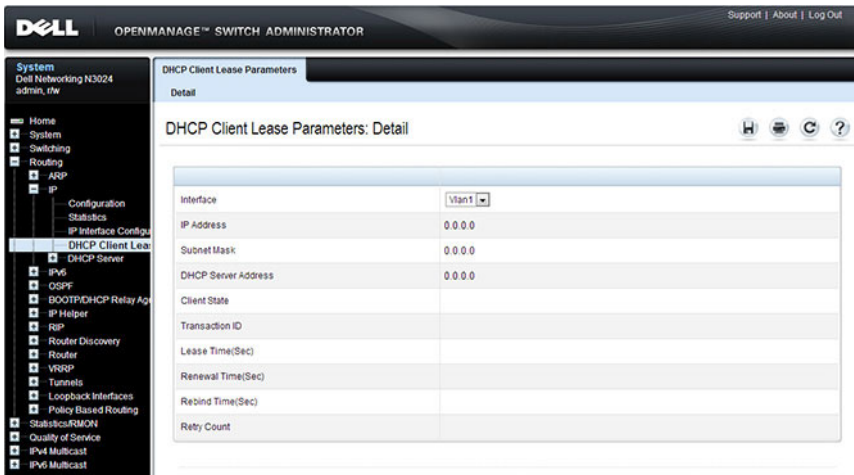 Support | About | Log Out
DELL OPENMANAGE™ SWITCH ADMINISTRATOR
System
Dell Networking N3024
admin, r/w
Home
System
Switching
Routing
ARP
IP
Configuration
Statistics
IP Interface Configu
DHCP Client Lea
DHCP Server
IPv6
OSPF
BOOTP/DHCP Relay Ag
IP Helper
RIP
Router Discovery
Router
VRRP
Tunnels
Loopback Interfaces
Policy Based Routing
Statistics/RMON
Quality of Service
IPv4 Multicast
IPv6 Multicast
DHCP Client Lease Parameters
Detail
DHCP Client Lease Parameters: Detail
Interface Vlan1
IP Address 0.0.0.0
Subnet Mask 0.0.0.0
DHCP Server Address 0.0.0.0
Client State
Transaction ID
Lease Time(Sec)
Renewal Time(Sec)
Rebind Time(Sec)
Retry Count